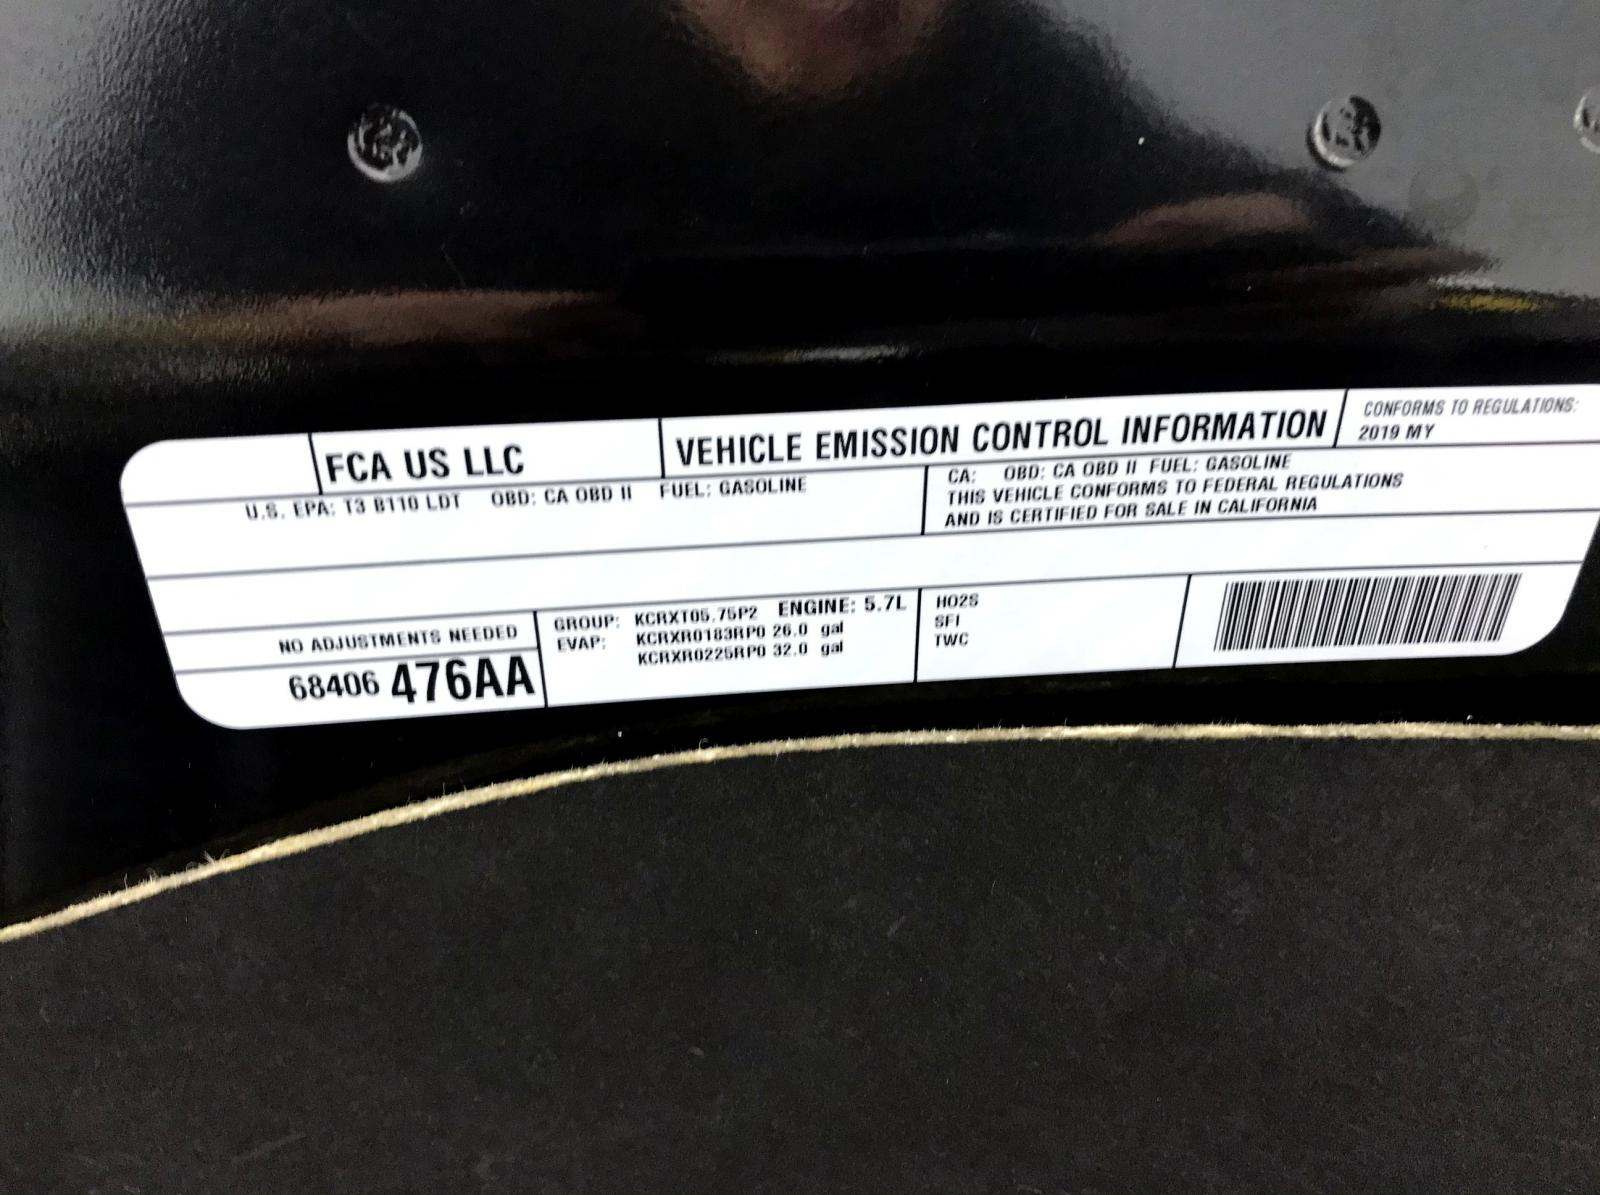 FCA US LLC
VEHICLE EMISSION CONTROL INFORMATION
CONFORMS TO REGULATIONS:
2019 MY
U.S. EPA: T3 B110 LDT OBD: CA OBD II FUEL: GASOLINE
CA: OBD: CA OBD II FUEL: GASOLINE
THIS VEHICLE CONFORMS TO FEDERAL REGULATIONS
AND IS CERTIFIED FOR SALE IN CALIFORNIA
NO ADJUSTMENTS NEEDED
68406 476AA
GROUP: KCRXT05.75P2 ENGINE: 5.7L
EVAP: KCRXR0183RP0 26.0 gal
KCRXR0225RP0 32.0 gal
HO2S
SFI
TWC